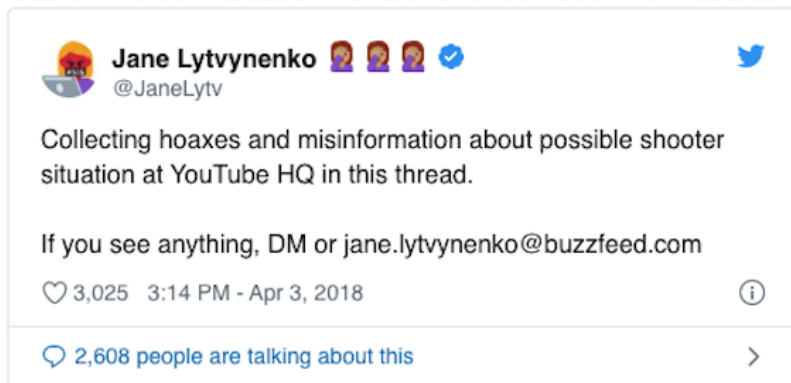 Jane Lytvynenko 🤦🏽‍♀️ 🤦🏽‍♀️ 🤦🏽‍♀️
@JaneLytv
Collecting hoaxes and misinformation about possible shooter
situation at YouTube HQ in this thread.
If you see anything, DM or jane.lytvynenko@buzzfeed.com
3,025 3:14 PM - Apr 3, 2018
2,608 people are talking about this